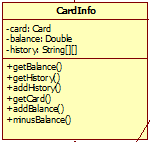 CardInfo
-card: Card
-balance: Double
-history: String[][]
+getBalance()
+getHistory()
+addHistory()
+getCard()
+addBalance()
+minusBalance()